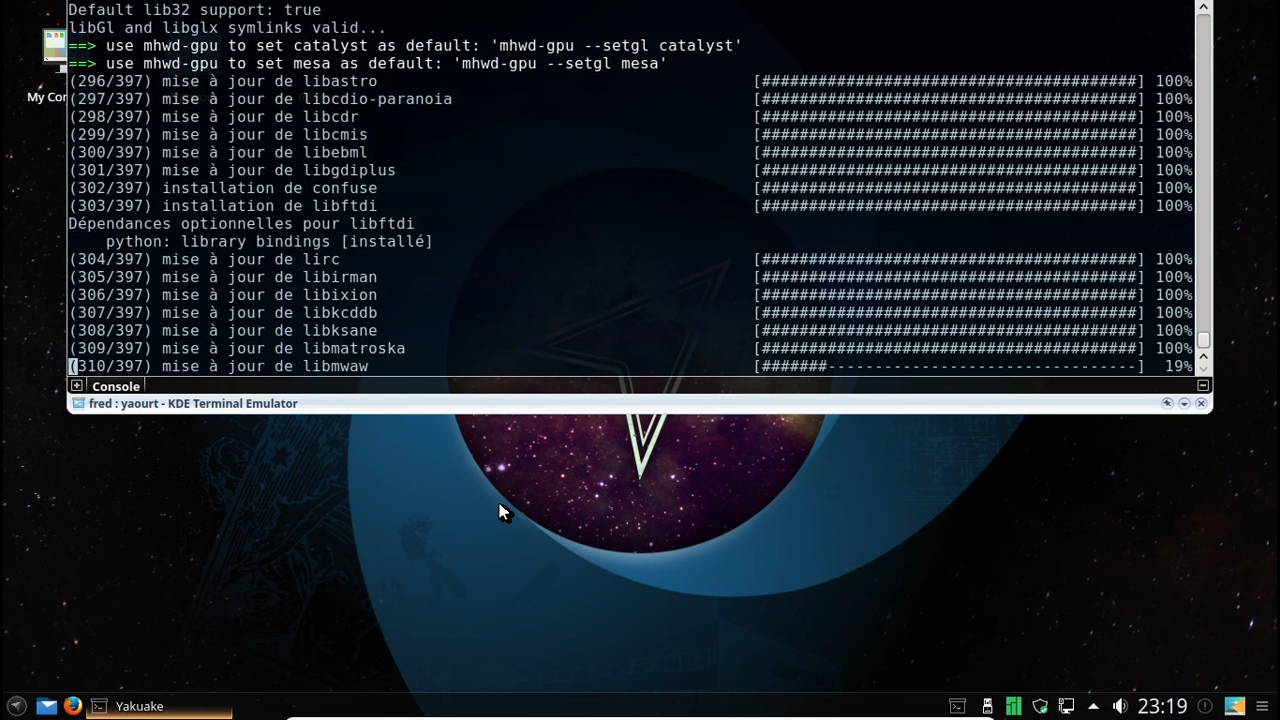 Default lib32 support: true
libGl and libglx symlinks valid...
==> use mhwd-gpu to set catalyst as default: 'mhwd-gpu --setgl catalyst'
==> use mhwd-gpu to set mesa as default: 'mhwd-gpu --setgl mesa'
(296/397) mise à jour de libastro [########################################] 100%
(297/397) mise à jour de libcdio-paranoia [########################################] 100%
(298/397) mise à jour de libcdr [########################################] 100%
(299/397) mise à jour de libcmis [########################################] 100%
(300/397) mise à jour de libebml [########################################] 100%
(301/397) mise à jour de libgdiplus [########################################] 100%
(302/397) installation de confuse [########################################] 100%
(303/397) installation de libftdi [########################################] 100%
Dépendances optionnelles pour libftdi
python: library bindings [installé]
(304/397) mise à jour de lirc [########################################] 100%
(305/397) mise à jour de libirman [########################################] 100%
(306/397) mise à jour de libixion [########################################] 100%
(307/397) mise à jour de libkcddb [########################################] 100%
(308/397) mise à jour de libksane [########################################] 100%
(309/397) mise à jour de libmatroska [########################################] 100%
(310/397) mise à jour de libmwaw [#######---------------------------------] 19%
My Co
Console
fred : yaourt - KDE Terminal Emulator
Yakuake
23:19